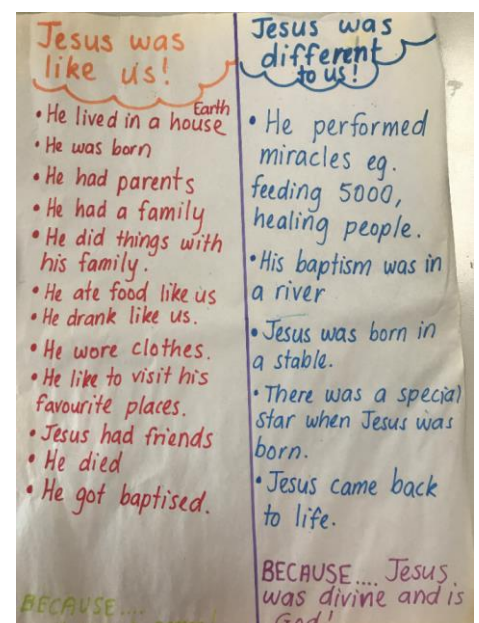 Jesus was
like us!
• He lived in a house Earth
• He was born
• He had parents
• He had a family
• He did things with
his family.
• He ate food like us
• He drank like us.
• He wore clothes.
• He like to visit his
favourite places.
• Jesus had friends
• He died
• He got baptised.
BECAUSE....
Jesus was
different
to us!
• He performed
miracles eg.
feeding 5000,
healing people.
• His baptism was in
a river
• Jesus was born in
a stable.
• There was a special
star when Jesus was
born.
• Jesus came back
to life.
BECAUSE.... Jesus
was divine and is
God!